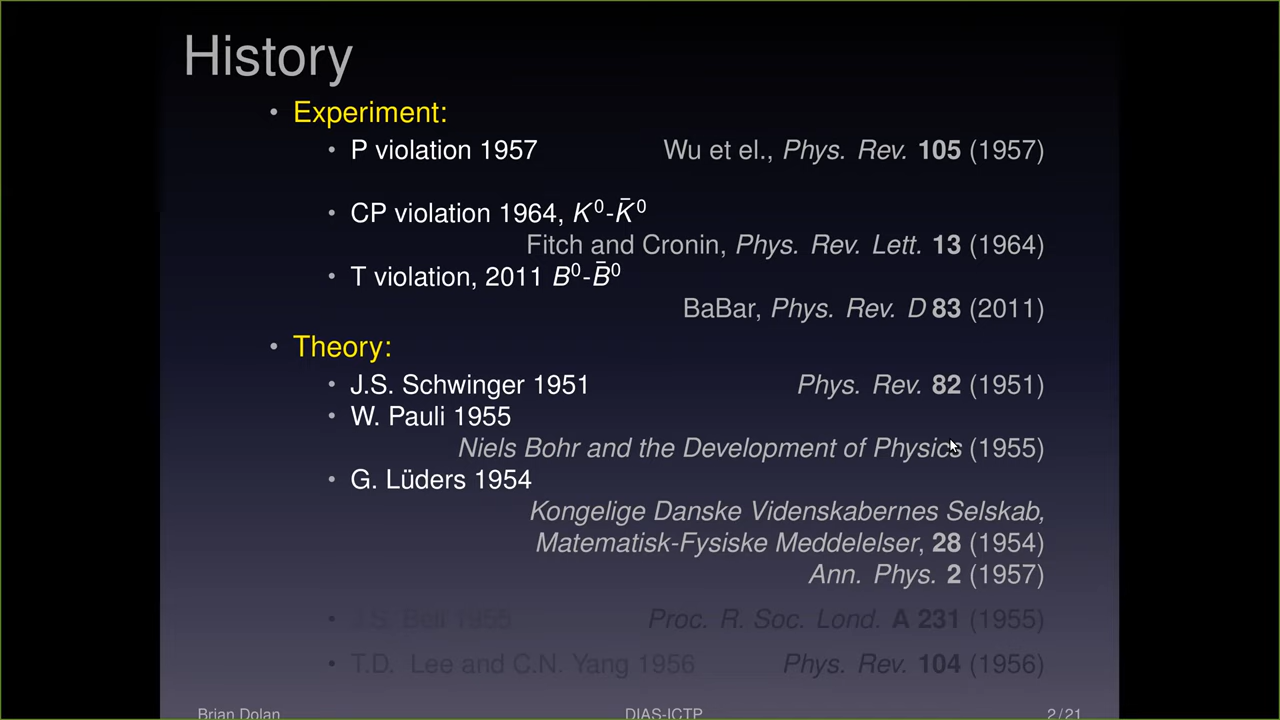 History
• Experiment:
• P violation 1957 Wu et el., Phys. Rev. 105 (1957)
• CP violation 1964, K⁰-K̄⁰
Fitch and Cronin, Phys. Rev. Lett. 13 (1964)
• T violation, 2011 B⁰-B̄⁰
BaBar, Phys. Rev. D 83 (2011)
• Theory:
• J.S. Schwinger 1951 Phys. Rev. 82 (1951)
• W. Pauli 1955
Niels Bohr and the Development of Physics (1955)
• G. Lüders 1954
Kongelige Danske Videnskabernes Selskab,
Matematisk-Fysiske Meddelelser, 28 (1954)
Ann. Phys. 2 (1957)
• J.S. Bell 1955 Proc. R. Soc. Lond. A 231 (1955)
• T.D. Lee and C.N. Yang 1956 Phys. Rev. 104 (1956)
Brian Dolan DIAS-ICTP 2/21